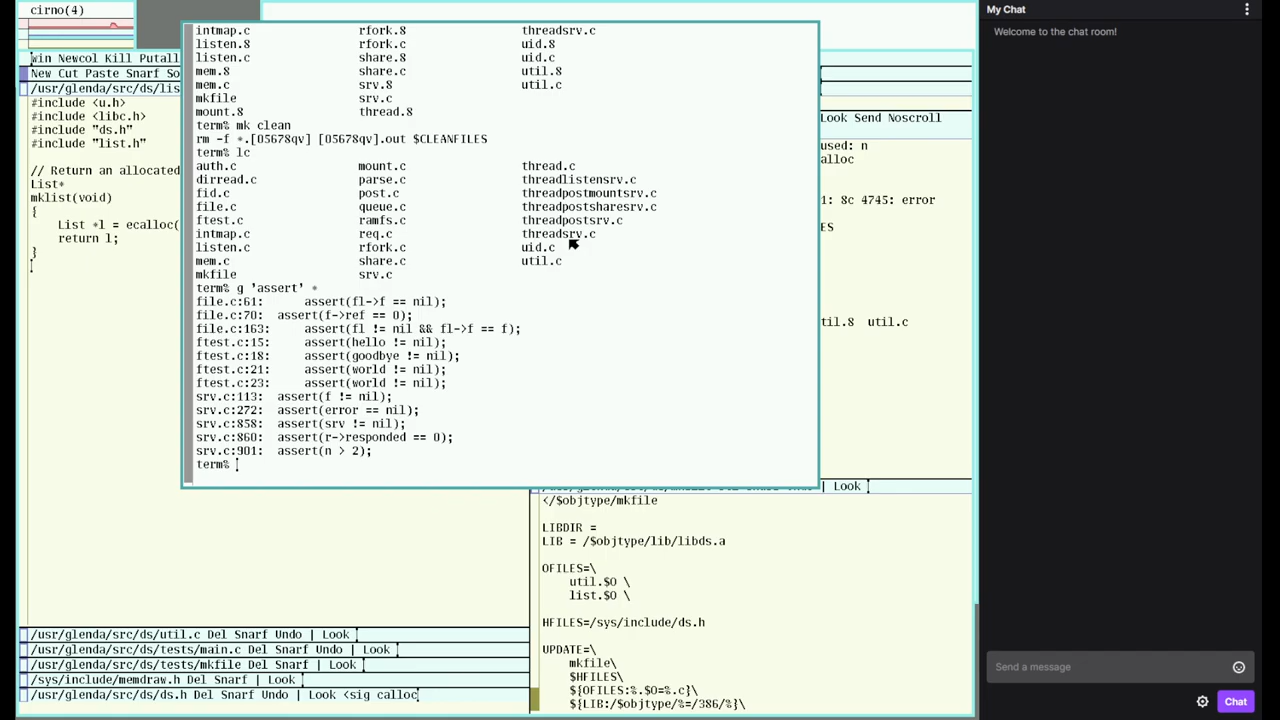 cirno(4)
win Newcol Kill Putall
New Cut Paste Snarf So
/usr/glenda/src/ds/lis
#include <u.h>
#include <libc.h>
#include "ds.h"
#include "list.h"
// Return an allocated
List*
mklist(void)
{
List *l = ecalloc(
return l;
}
intmap.c rfork.8 threadsrv.c
listen.8 rfork.c uid.8
listen.c share.8 uid.c
mem.8 share.c util.8
mem.c srv.8 util.c
mkfile srv.c
mount.8 thread.8
term% mk clean
rm -f *.[05678qv] [05678qv].out $CLEANFILES
term% lc
auth.c mount.c thread.c
dirread.c parse.c threadlistensrv.c
fid.c post.c threadpostmountsrv.c
file.c queue.c threadpostsharesrv.c
ftest.c ramfs.c threadpostsrv.c
intmap.c req.c threadsrv.c
listen.c rfork.c uid.c
mem.c share.c util.c
mkfile srv.c
term% g 'assert' *
file.c:61: assert(fl->f == nil);
file.c:70: assert(f->ref == 0);
file.c:163: assert(fl != nil && fl->f == f);
ftest.c:15: assert(hello != nil);
ftest.c:18: assert(goodbye != nil);
ftest.c:21: assert(world != nil);
ftest.c:23: assert(world != nil);
srv.c:113: assert(f != nil);
srv.c:272: assert(error == nil);
srv.c:858: assert(srv != nil);
srv.c:860: assert(r->responded == 0);
srv.c:901: assert(n > 2);
term%
Look Send Noscroll
used: n
alloc
1: 8c 4745: error
ES
til.8 util.c
| Look
</$objtype/mkfile
LIBDIR =
LIB = /$objtype/lib/libds.a
OFILES=\
util.$O \
list.$O \
HFILES=/sys/include/ds.h
UPDATE=\
mkfile\
$HFILES\
${OFILES:%.$O=%.c}\
${LIB:/$objtype/%=/386/%}\
/usr/glenda/src/ds/util.c Del Snarf Undo | Look
/usr/glenda/src/ds/tests/main.c Del Snarf Undo | Look
/usr/glenda/src/ds/tests/mkfile Del Snarf | Look
/sys/include/memdraw.h Del Snarf | Look
/usr/glenda/src/ds/ds.h Del Snarf Undo | Look <sig calloc
My Chat
Welcome to the chat room!
Send a message
Chat